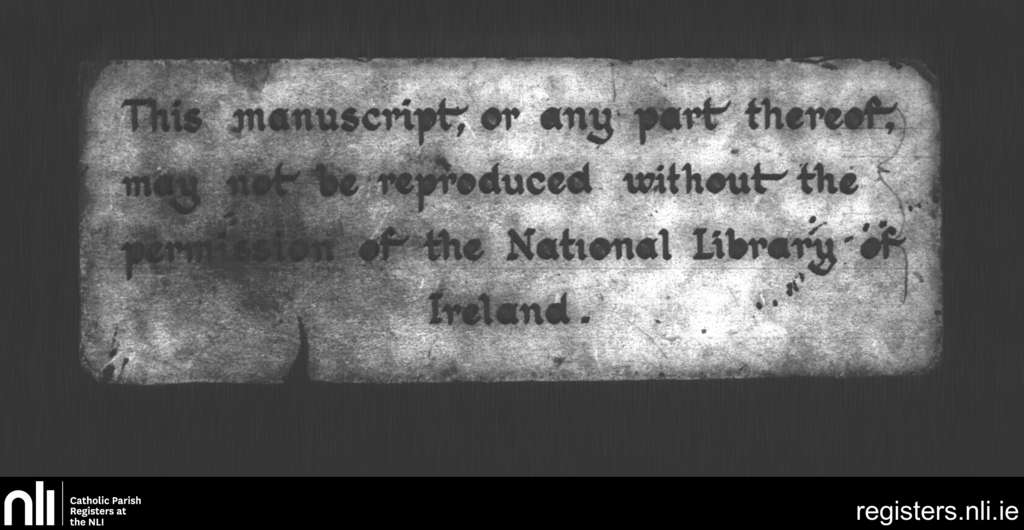 This manuscript, or any part thereof,
may not be reproduced without the
permission of the National Library of
Ireland.
nli
Catholic Parish
Registers at
the NLI
registers.nli.ie